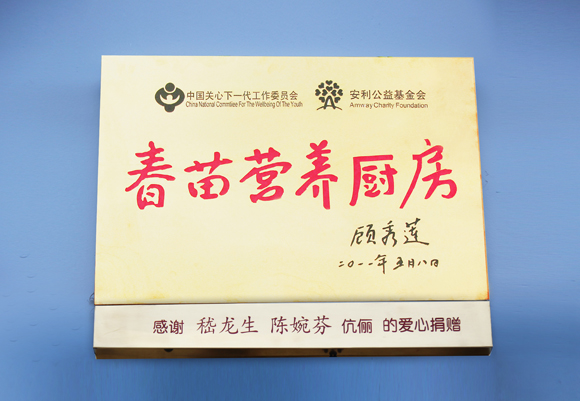 中国关心下一代工作委员会
China National Committee For The Wellbeing Of The Youth
安利公益基金会
Amway Charity Foundation
春苗营养厨房
顾秀莲
二〇一一年五月八日
感谢 嵇龙生 陈婉芬 伉俪 的爱心捐赠